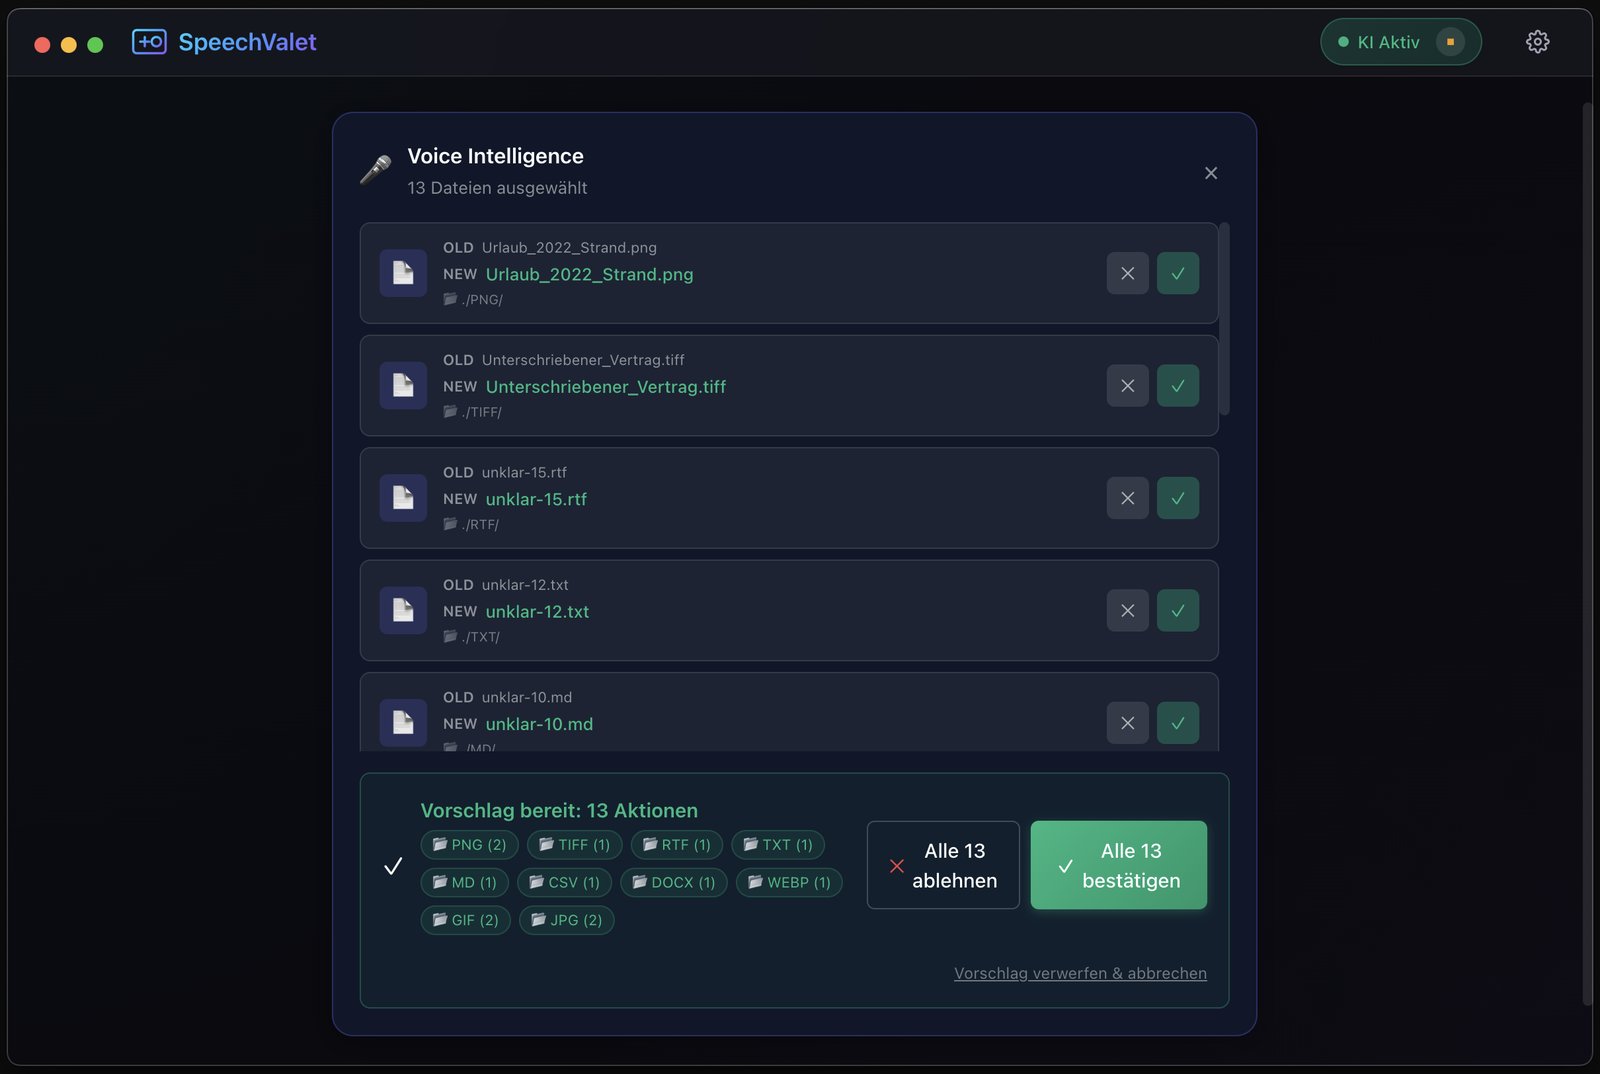 SpeechValet
KI Aktiv
Voice Intelligence
13 Dateien ausgewählt
OLD Urlaub_2022_Strand.png
NEW Urlaub_2022_Strand.png
./PNG/
OLD Unterschriebener_Vertrag.tiff
NEW Unterschriebener_Vertrag.tiff
./TIFF/
OLD unklar-15.rtf
NEW unklar-15.rtf
./RTF/
OLD unklar-12.txt
NEW unklar-12.txt
./TXT/
OLD unklar-10.md
NEW unklar-10.md
./MD/
Vorschlag bereit: 13 Aktionen
PNG (2) TIFF (1) RTF (1) TXT (1)
MD (1) CSV (1) DOCX (1) WEBP (1)
GIF (2) JPG (2)
Alle 13
ablehnen
Alle 13
bestätigen
Vorschlag verwerfen & abbrechen